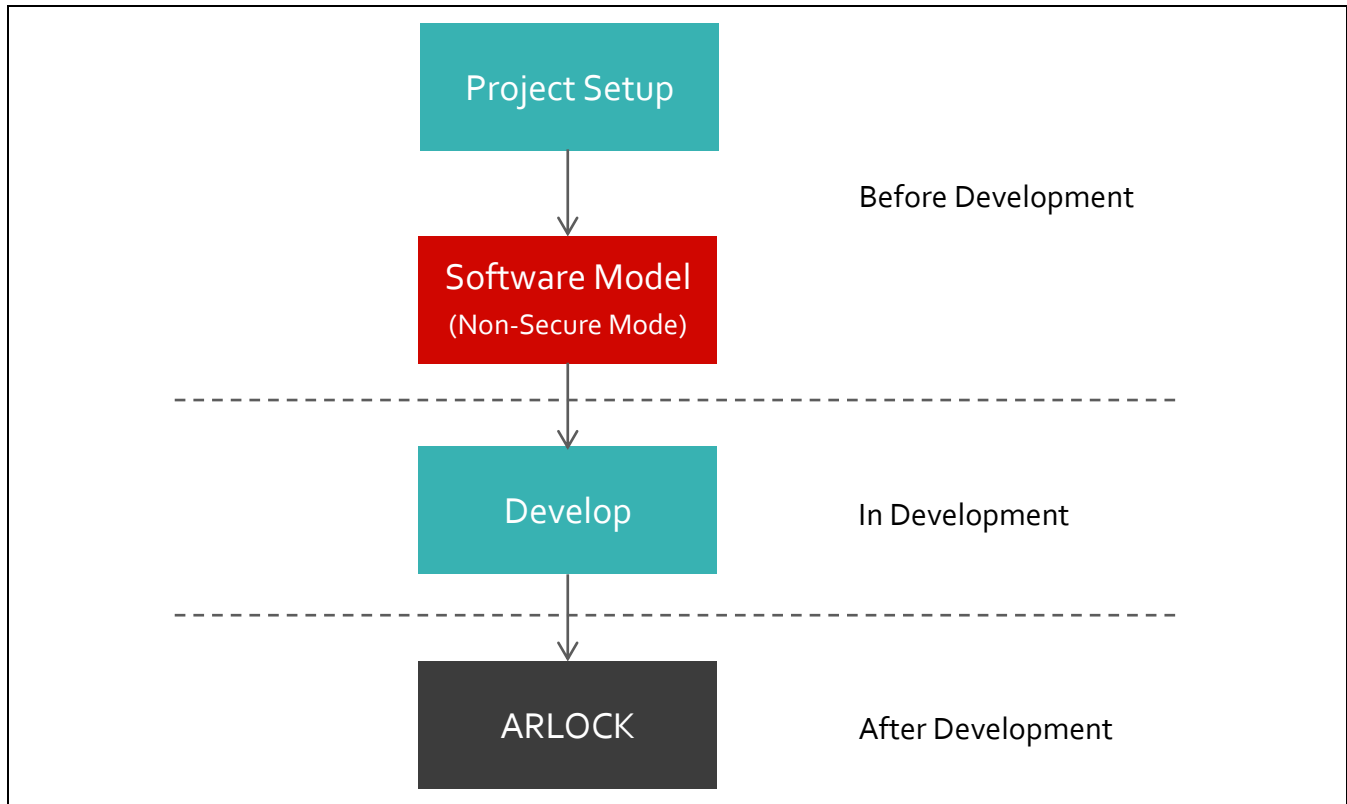 Project Setup
Before Development
Software Model
(Non-Secure Mode)
Develop
In Development
ARLOCK
After Development